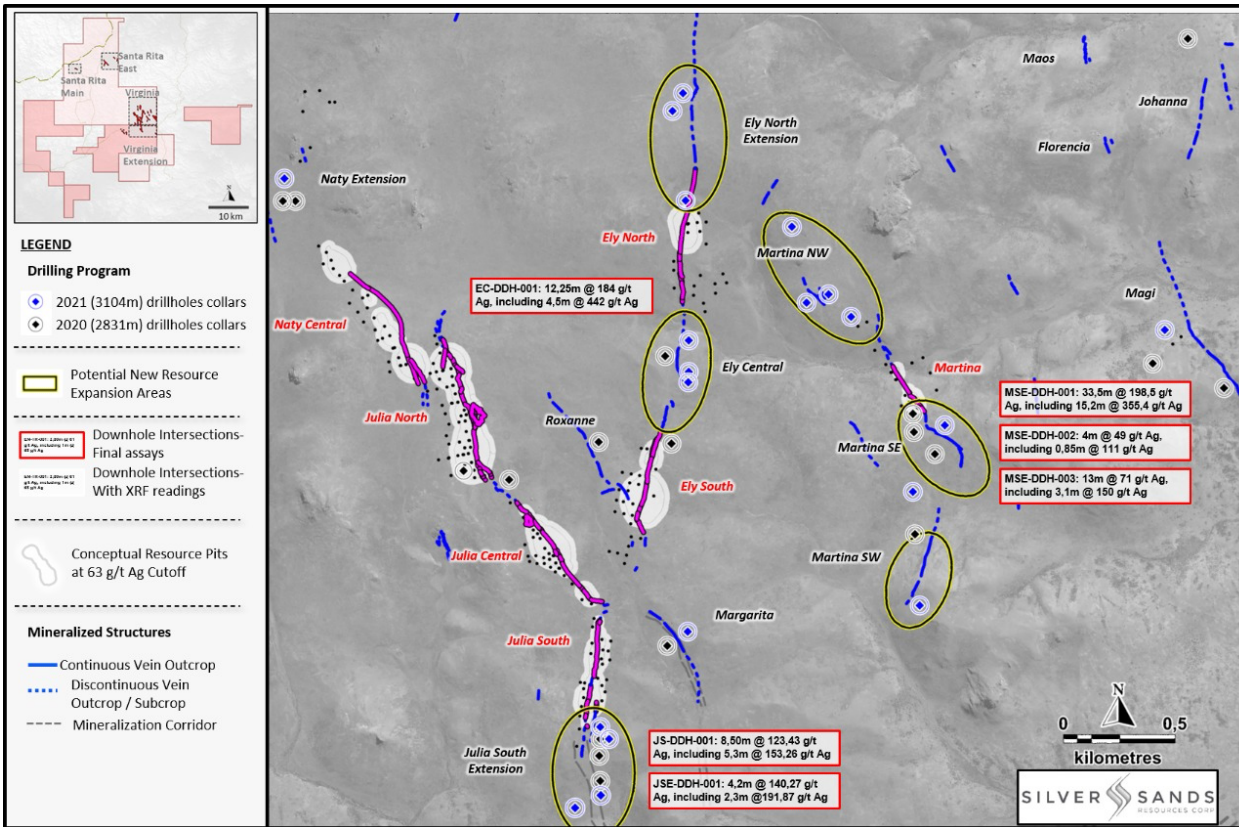 Santa Rita
East
Santa Rita
Main
Virginia
Virginia
Extension
N
10 km
LEGEND
Drilling Program
2021 (3104m) drillholes collars
2020 (2831m) drillholes collars
Potential New Resource
Expansion Areas
Downhole Intersections-
Final assays
Downhole Intersections-
With XRF readings
Conceptual Resource Pits
at 63 g/t Ag Cutoff
Mineralized Structures
Continuous Vein Outcrop
Discontinuous Vein
Outcrop / Subcrop
Mineralization Corridor
Maos
Johanna
Florencia
Ely North
Extension
Naty Extension
Ely North
Martina NW
EC-DDH-001: 12,25m @ 184 g/t
Ag, including 4,5m @ 442 g/t Ag
Magi
Naty Central
Ely Central
Martina
Julia North
Roxanne
MSE-DDH-001: 33,5m @ 198,5 g/t
Ag, including 15,2m @ 355,4 g/t Ag
Martina SE
MSE-DDH-002: 4m @ 49 g/t Ag,
including 0,85m @ 111 g/t Ag
MSE-DDH-003: 13m @ 71 g/t Ag,
including 3,1m @ 150 g/t Ag
Ely South
Julia Central
Martina SW
Margarita
Julia South
Julia South
Extension
JS-DDH-001: 8,50m @ 123,43 g/t
Ag, including 5,3m @ 153,26 g/t Ag
JSE-DDH-001: 4,2m @ 140,27 g/t
Ag, including 2,3m @191,87 g/t Ag
N
0 0,5
kilometres
SILVER SANDS
RESOURCES CORP